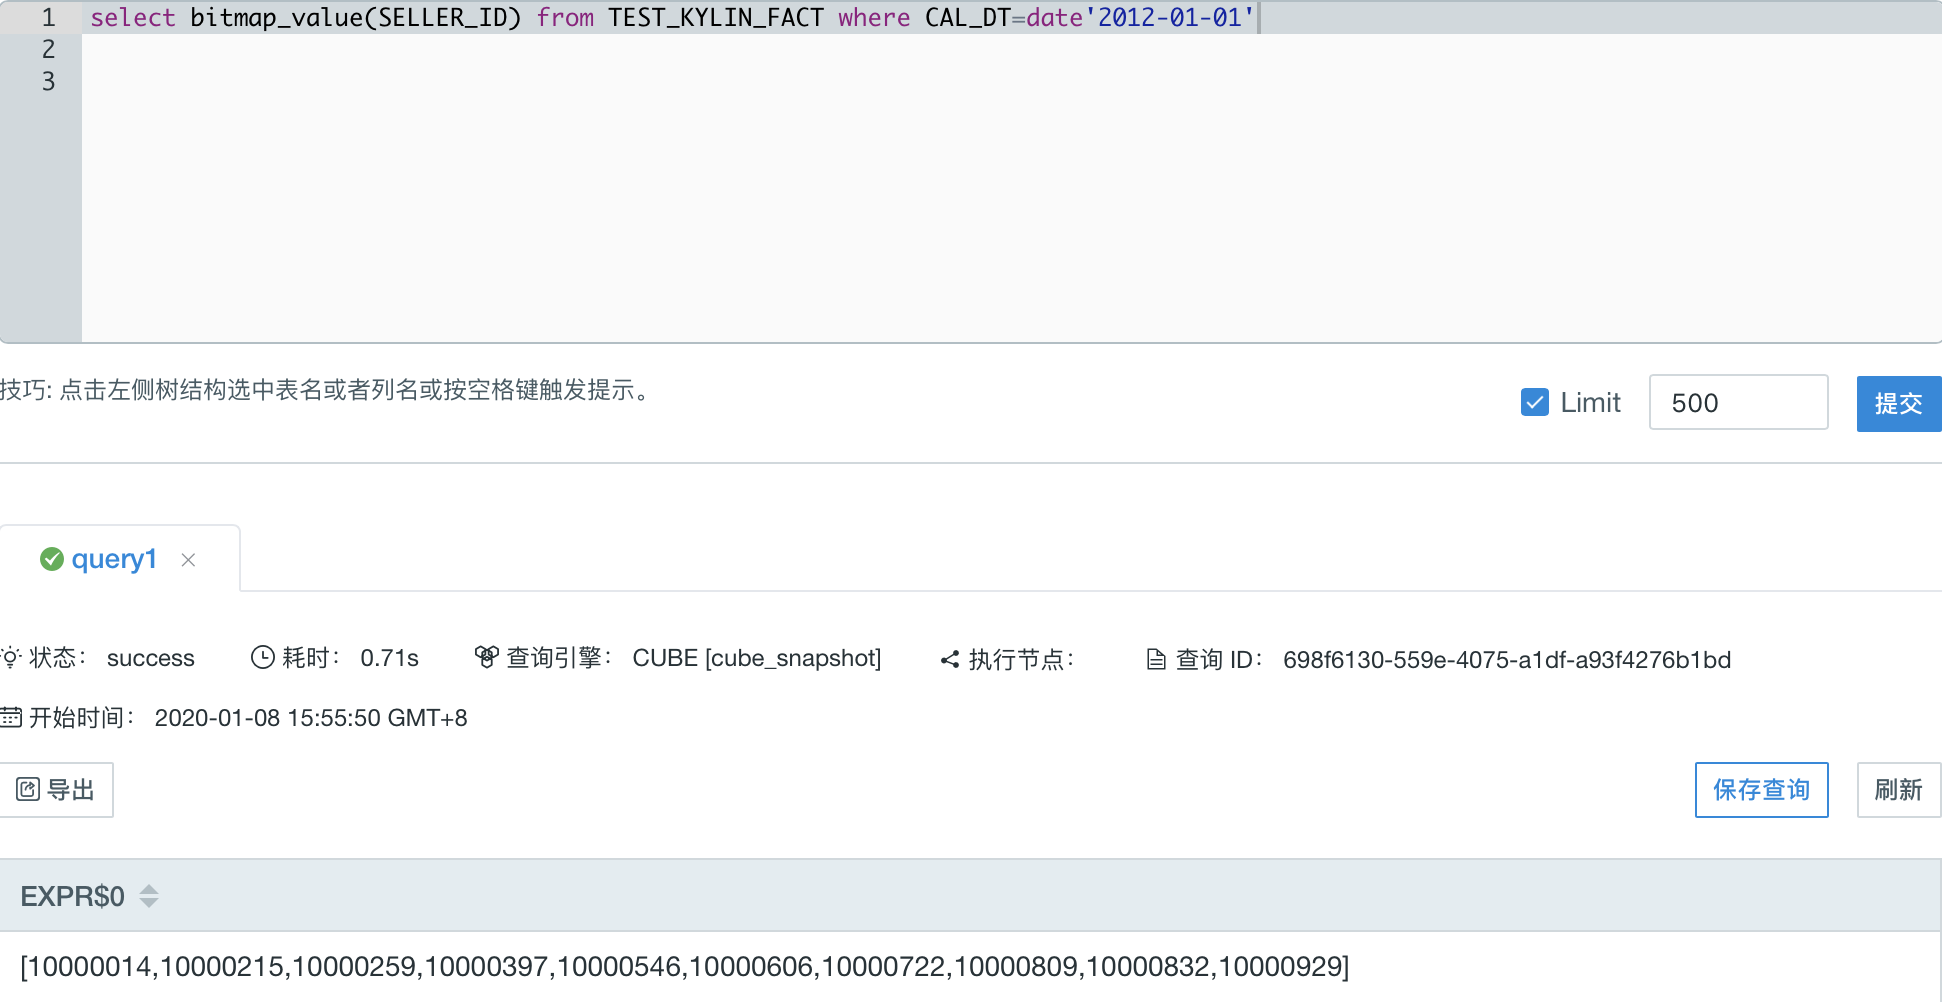 1 select bitmap_value(SELLER_ID) from TEST_KYLIN_FACT where CAL_DT=date'2012-01-01'
2
3
技巧: 点击左侧树结构选中表名或者列名或按空格键触发提示。
Limit 500 提交
query1
状态： success 耗时： 0.71s 查询引擎： CUBE [cube_snapshot] 执行节点： 查询 ID： 698f6130-559e-4075-a1df-a93f4276b1bd
开始时间： 2020-01-08 15:55:50 GMT+8
导出 保存查询 刷新
EXPR$0
[10000014,10000215,10000259,10000397,10000546,10000606,10000722,10000809,10000832,10000929]